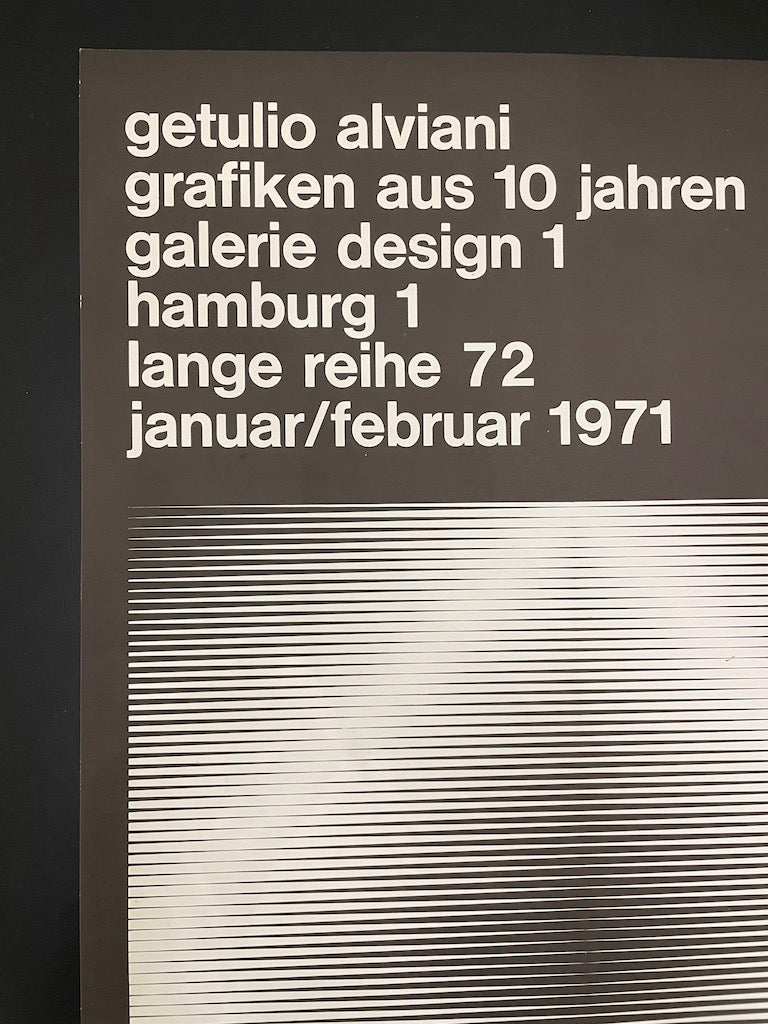 getulio alviani
grafiken aus 10 jahren
galerie design 1
hamburg 1
lange reihe 72
januar/februar 1971